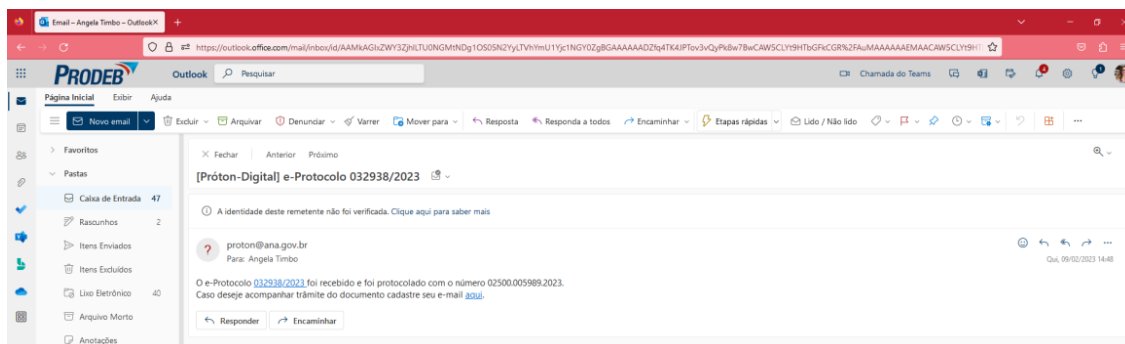 Email – Angela Timbo – Outlook
https://outlook.office.com/mail/inbox/id/
PRODEB
Outlook
Pesquisar
Chamada do Teams
Página Inicial Exibir Ajuda
Novo email Excluir Arquivar Denunciar Varrer Mover para Resposta Responda a todos Encaminhar Etapas rápidas Lido / Não lido
Favoritos
Pastas
Caixa de Entrada 47
Rascunhos 2
Itens Enviados
Itens Excluídos
Lixo Eletrônico 40
Arquivo Morto
Anotações
Fechar Anterior Próximo
[Próton-Digital] e-Protocolo 032938/2023
A identidade deste remetente não foi verificada. Clique aqui para saber mais
proton@ana.gov.br
Para: Angela Timbo
Qui, 09/02/2023 14:48
O e-Protocolo 032938/2023 foi recebido e foi protocolado com o número 02500.005989.2023.
Caso deseje acompanhar trâmite do documento cadastre seu e-mail aqui.
Responder Encaminhar